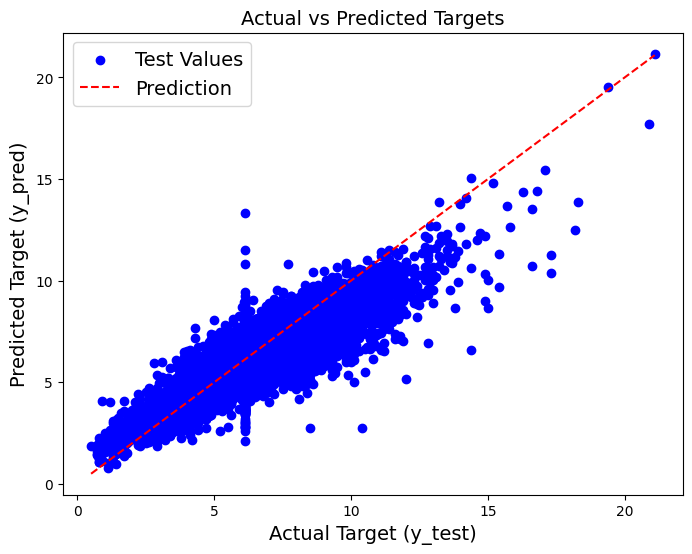 Actual vs Predicted Targets
Test Values
Prediction
Predicted Target (y_pred)
20
15
10
5
0
0 5 10 15 20
Actual Target (y_test)